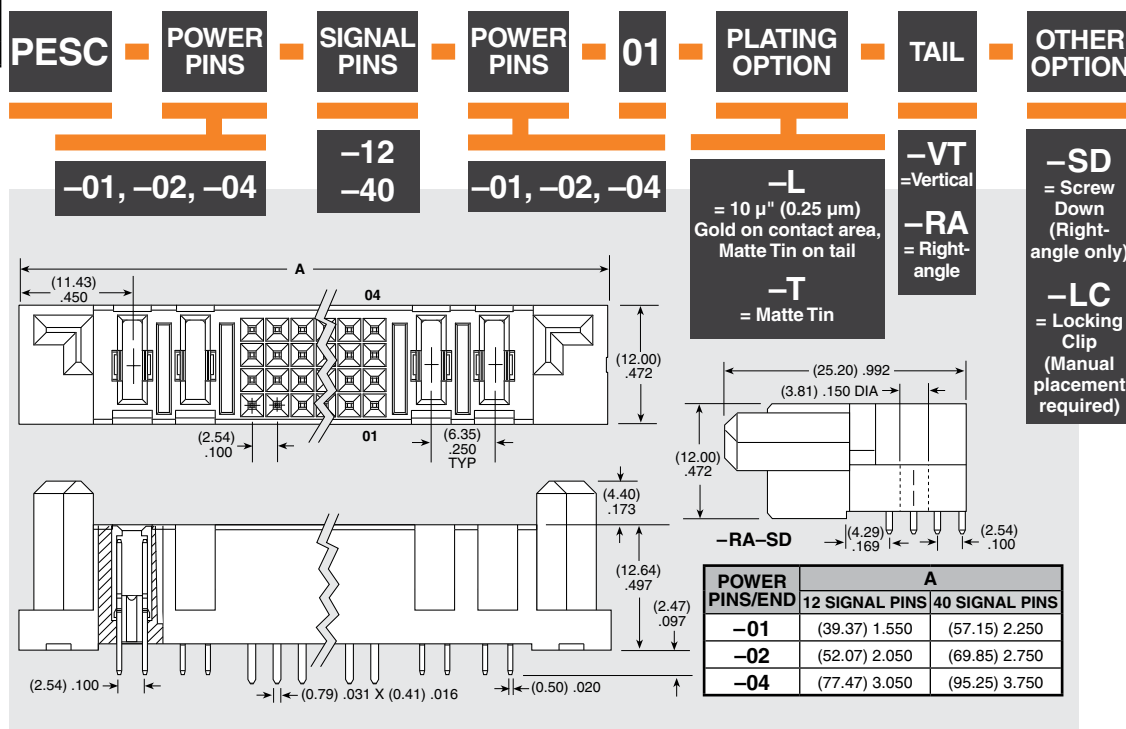 PESC
POWER
PINS
SIGNAL
PINS
POWER
PINS
01
PLATING
OPTION
TAIL
OTHER
OPTION
–01, –02, –04
–12
–40
–01, –02, –04
–L
= 10 µ" (0.25 µm)
Gold on contact area,
Matte Tin on tail
–T
= Matte Tin
–VT
=Vertical
–RA
= Right-
angle
–SD
= Screw
Down
(Right-
angle only)
–LC
= Locking
Clip
(Manual
placement
required)
A
(11.43)
.450
04
(12.00)
.472
(2.54)
.100
01
(6.35)
.250
TYP
(4.40)
.173
(12.64)
.497
(2.47)
.097
(2.54) .100
(0.79) .031 X (0.41) .016
(0.50) .020
(25.20) .992
(3.81) .150 DIA
(12.00)
.472
–RA–SD
(4.29)
.169
(2.54)
.100
POWER
PINS/END
A
12 SIGNAL PINS 40 SIGNAL PINS
–01 (39.37) 1.550 (57.15) 2.250
–02 (52.07) 2.050 (69.85) 2.750
–04 (77.47) 3.050 (95.25) 3.750